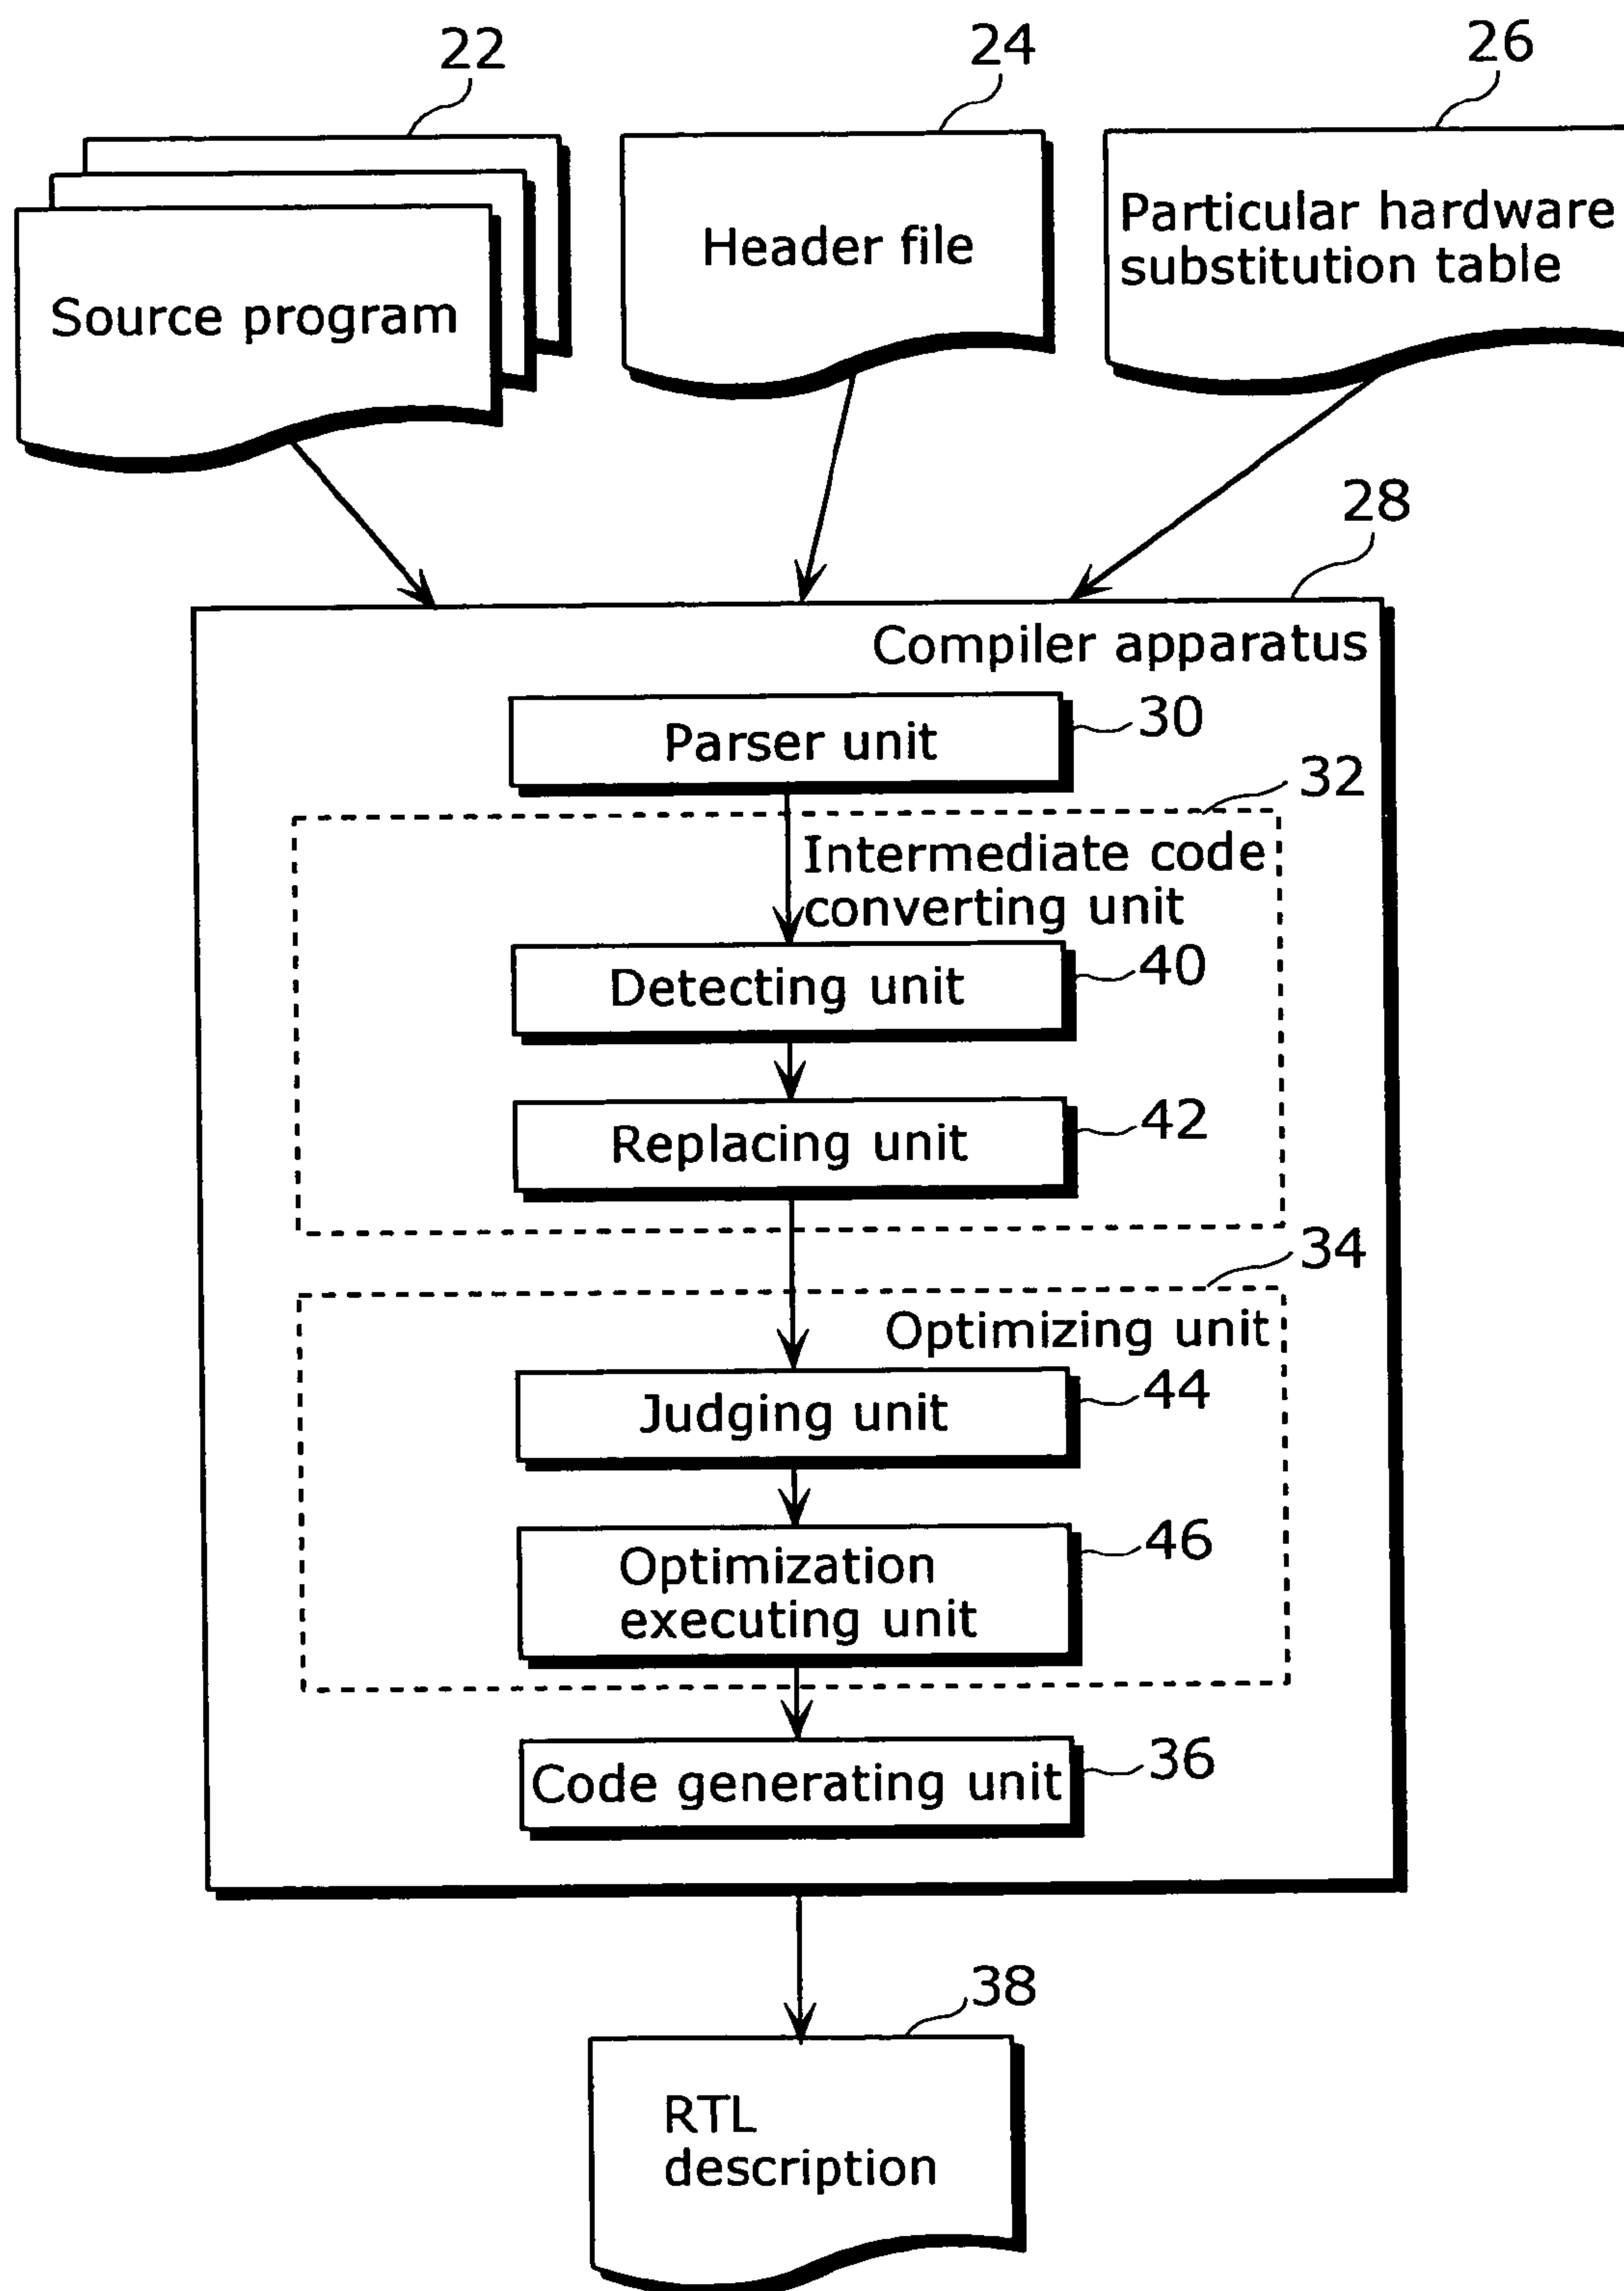 22
24
26
Source program
Header file
Particular hardware
substitution table
28
Compiler apparatus
Parser unit
30
32
Intermediate code
converting unit
Detecting unit
40
Replacing unit
42
34
Optimizing unit
Judging unit
44
Optimization
executing unit
46
Code generating unit
36
38
RTL
description